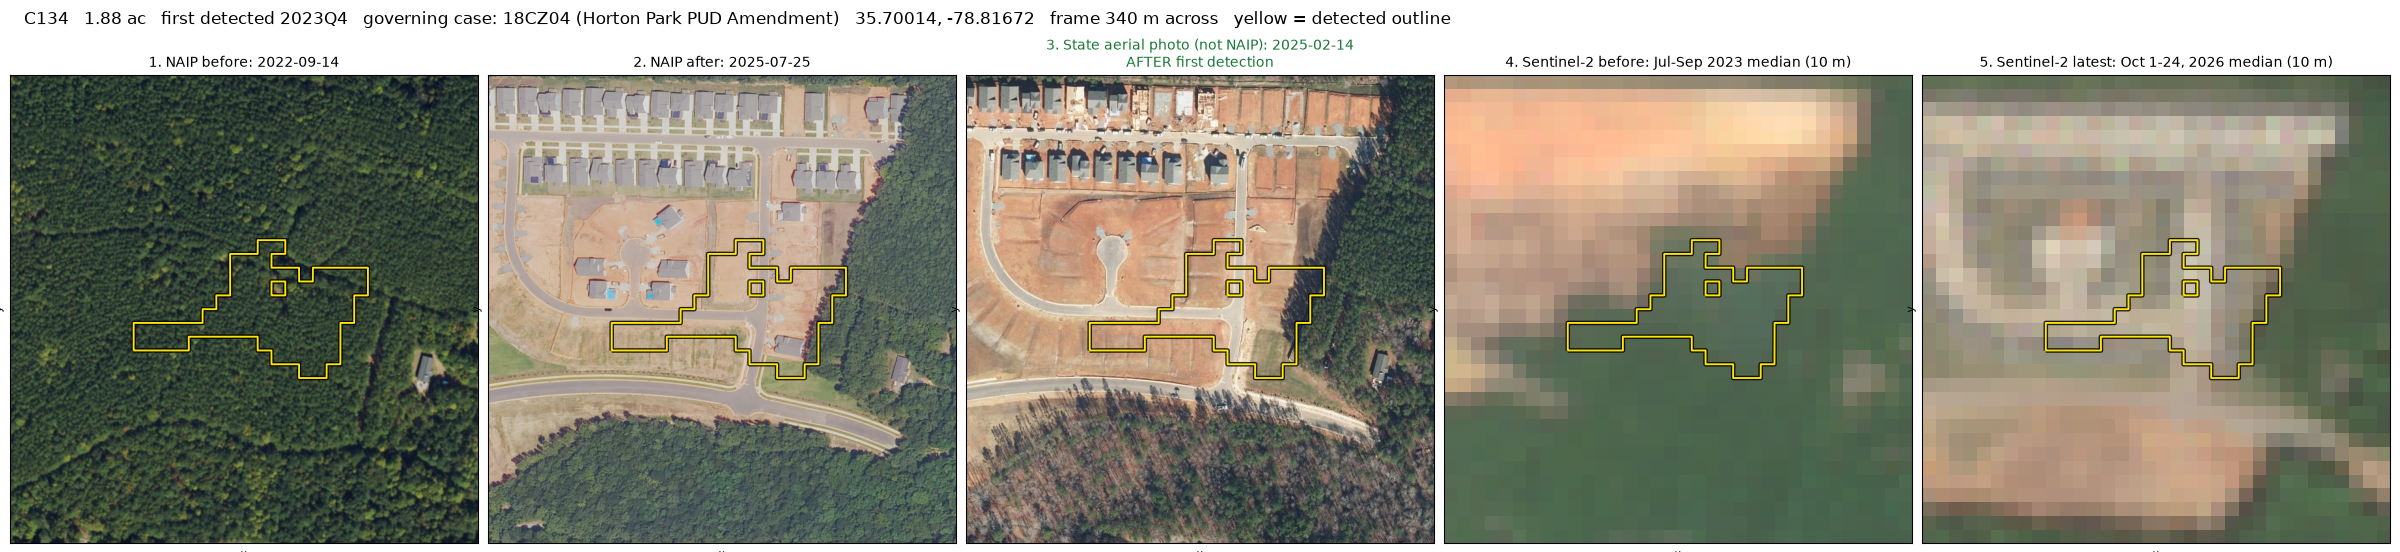 C134   1.88 ac   first detected 2023Q4   governing case: 18CZ04 (Horton Park PUD Amendment)   35.70014, -78.81672   frame 340 m across   yellow = detected outline
1. NAIP before: 2022-09-14
2. NAIP after: 2025-07-25
3. State aerial photo (not NAIP): 2025-02-14
AFTER first detection
4. Sentinel-2 before: Jul-Sep 2023 median (10 m)
5. Sentinel-2 latest: Oct 1-24, 2026 median (10 m)